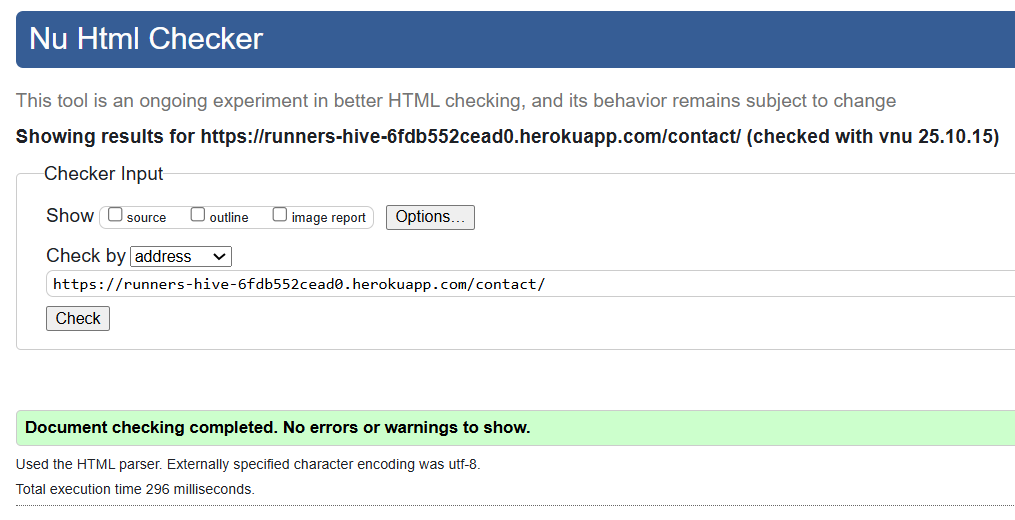 Nu Html Checker
This tool is an ongoing experiment in better HTML checking, and its behavior remains subject to change
Showing results for https://runners-hive-6fdb552cead0.herokuapp.com/contact/ (checked with vnu 25.10.15)
Checker Input
Show source outline image report Options...
Check by address
https://runners-hive-6fdb552cead0.herokuapp.com/contact/
Check
Document checking completed. No errors or warnings to show.
Used the HTML parser. Externally specified character encoding was utf-8.
Total execution time 296 milliseconds.